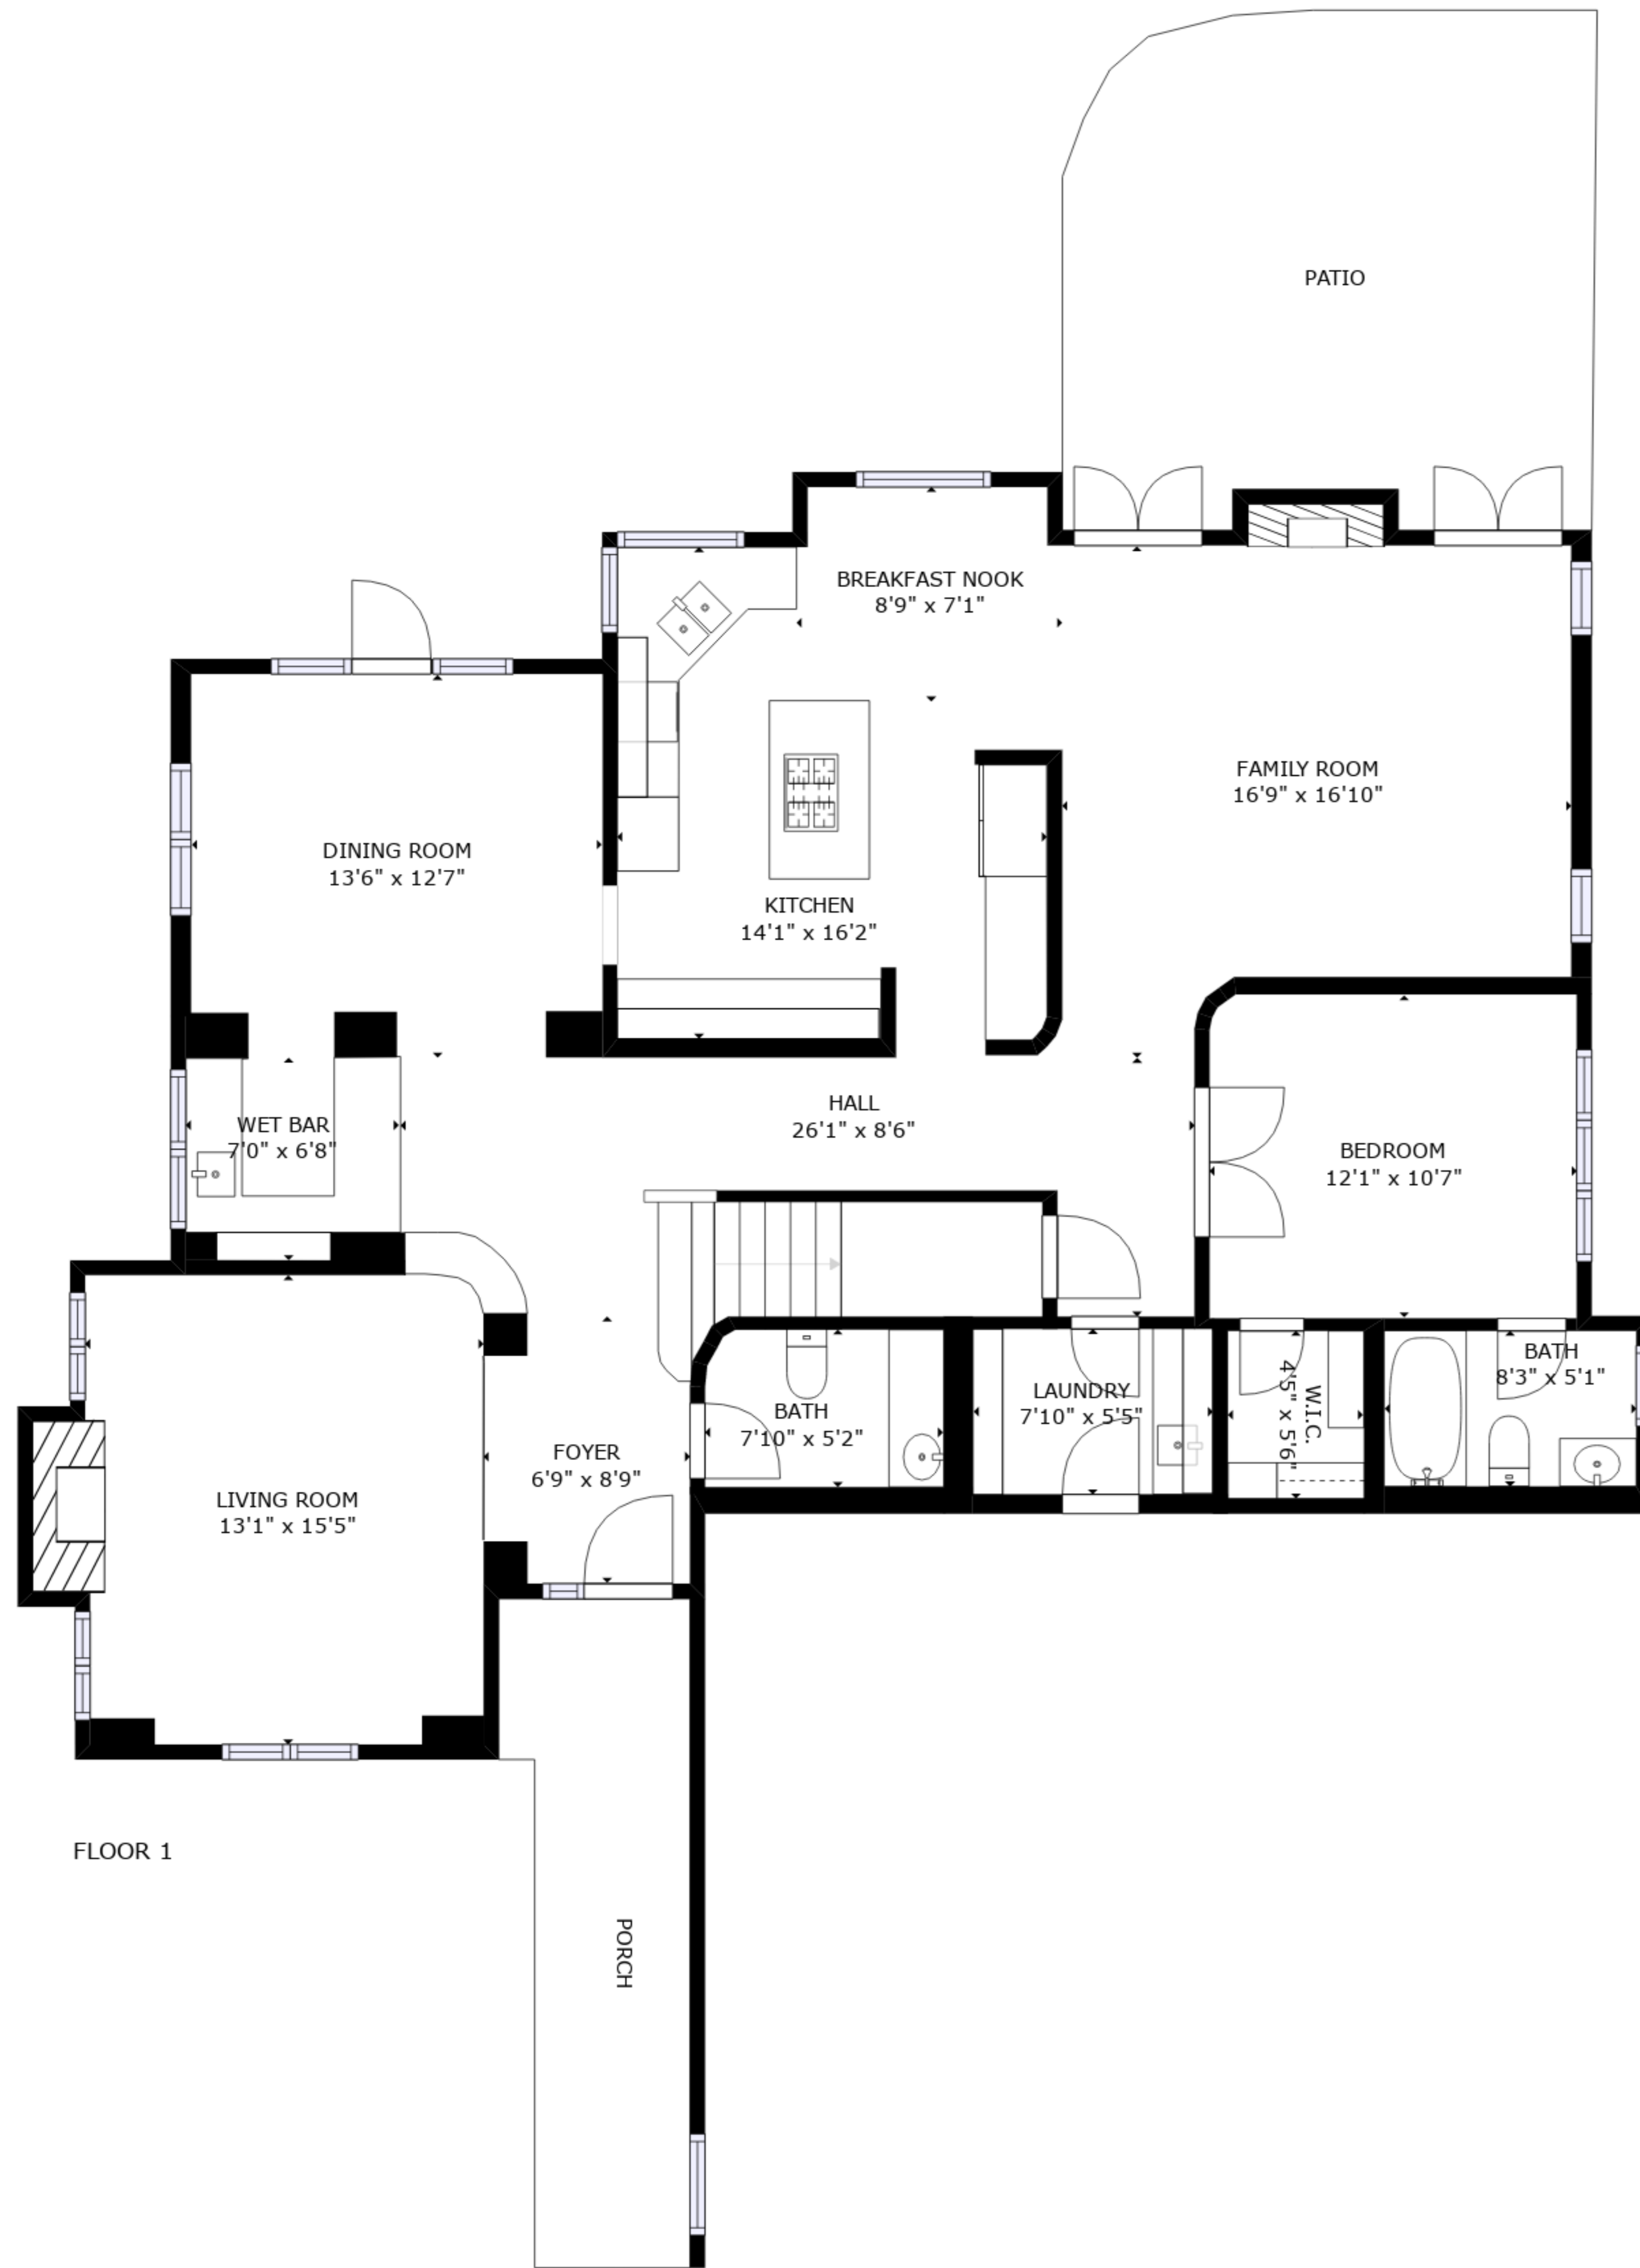 PATIO
BREAKFAST NOOK
8'9" x 7'1"
FAMILY ROOM
16'9" x 16'10"
DINING ROOM
13'6" x 12'7"
KITCHEN
14'1" x 16'2"
HALL
26'1" x 8'6"
WET BAR
7'0" x 6'8"
BEDROOM
12'1" x 10'7"
BATH
8'3" x 5'1"
W.I.C.
4'5" x 5'6"
LAUNDRY
7'10" x 5'5"
BATH
7'10" x 5'2"
FOYER
6'9" x 8'9"
LIVING ROOM
13'1" x 15'5"
FLOOR 1
PORCH